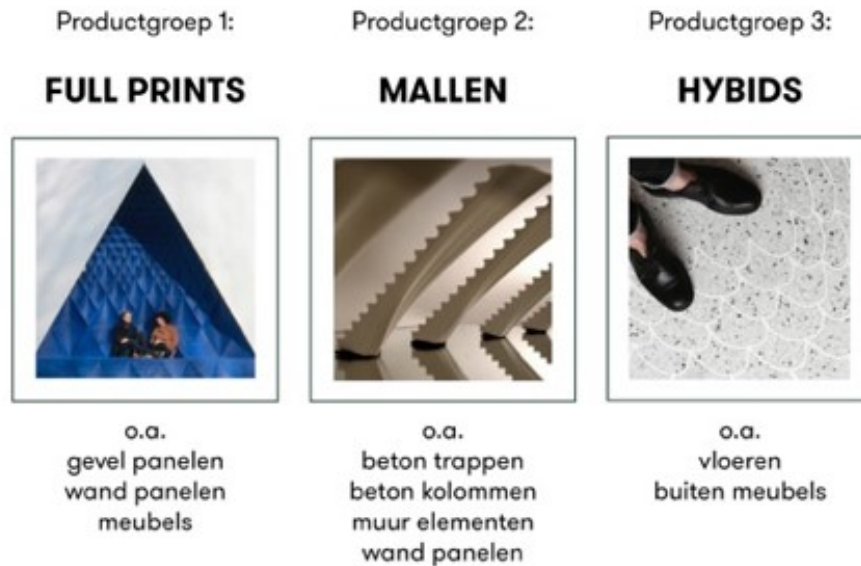 Productgroep 1:
FULL PRINTS
o.a.
gevel panelen
wand panelen
meubels
Productgroep 2:
MALLEN
o.a.
beton trappen
beton kolommen
muur elementen
wand panelen
Productgroep 3:
HYBIDS
o.a.
vloeren
buiten meubels